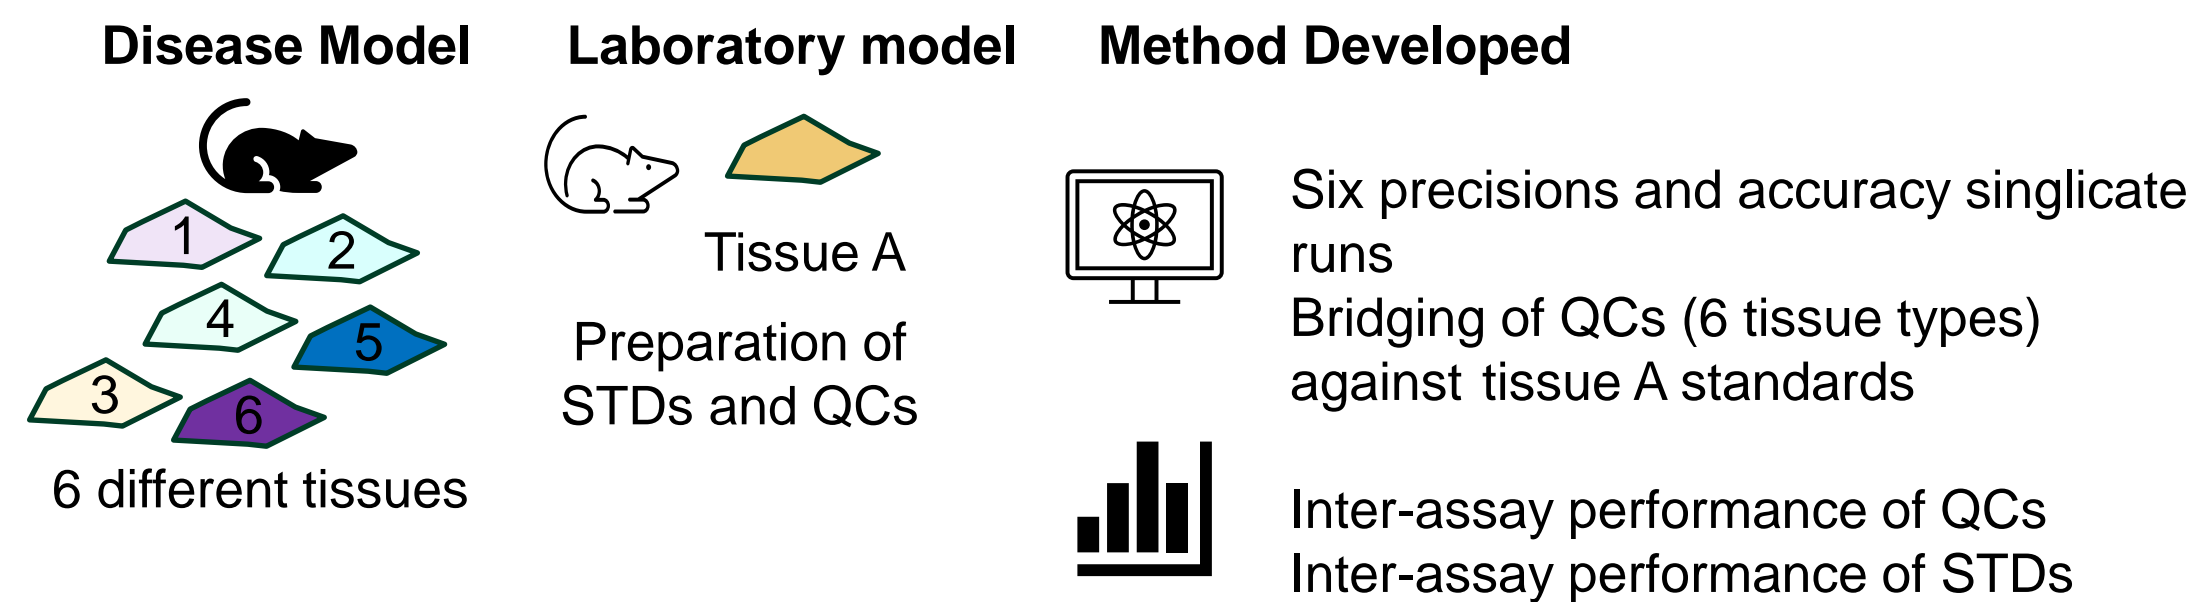 Disease Model
1
2
4
5
3
6
6 different tissues
Laboratory model
Tissue A
Preparation of
STDs and QCs
Method Developed
Six precisions and accuracy singlicate
runs
Bridging of QCs (6 tissue types)
against tissue A standards
Inter-assay performance of QCs
Inter-assay performance of STDs